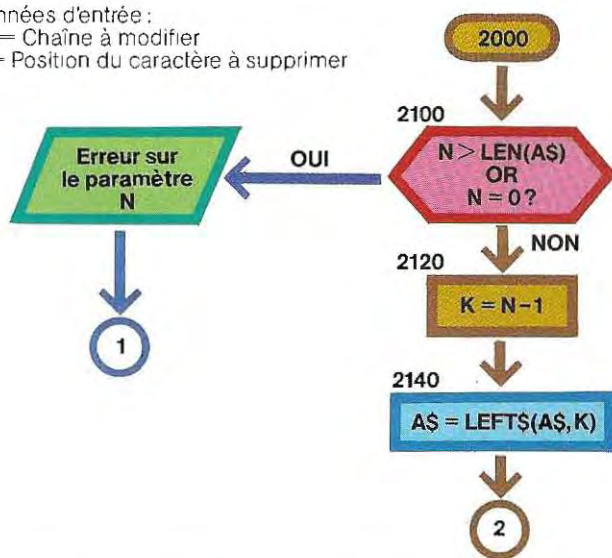 nnées d'entrée :
= Chaîne à modifier
= Position du caractère à supprimer
2000
2100
N > LEN(A$)
OR
N = 0 ?
OUI
Erreur sur
le paramètre
N
1
NON
2120
K = N–1
2140
A$ = LEFT$(A$, K)
2